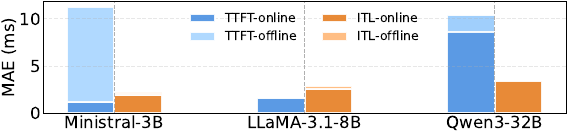 MAE (ms)
10
5
0
TTFT-online
TTFT-offline
ITL-online
ITL-offline
Ministral-3B
LLaMA-3.1-8B
Qwen3-32B